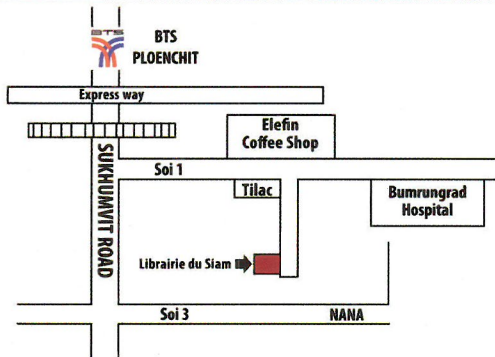 BTS
BTS
PLOENCHIT
Express way
Elefin
Coffee Shop
SUKHUMVIT ROAD
Soi 1
Tilac
Bumrungrad
Hospital
Librairie du Siam
Soi 3
NANA